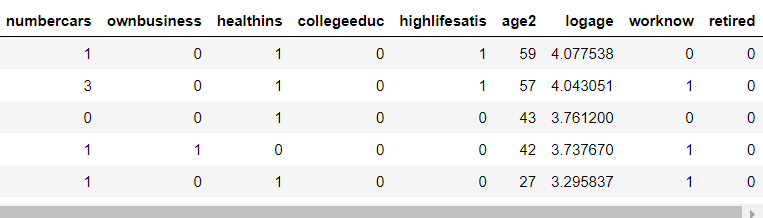 numbercars ownbusiness healthins collegeeduc highlifesatis age2 logage worknow retired
1 0 1 0 1 59 4.077538 0 0
3 0 1 0 1 57 4.043051 1 0
0 0 1 0 0 43 3.761200 0 0
1 1 0 0 0 42 3.737670 1 0
1 0 1 0 0 27 3.295837 1 0